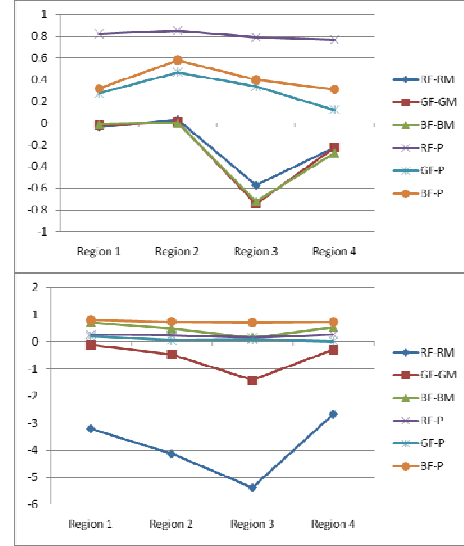 1
0.8
0.6
0.4
0.2
0
-0.2
-0.4
-0.6
-0.8
-1
Region 1 Region 2 Region 3 Region 4
RF-RM
GF-GM
BF-BM
RF-P
GF-P
BF-P
2
1
0
-1
-2
-3
-4
-5
-6
Region 1 Region 2 Region 3 Region 4
RF-RM
GF-GM
BF-BM
RF-P
GF-P
BF-P